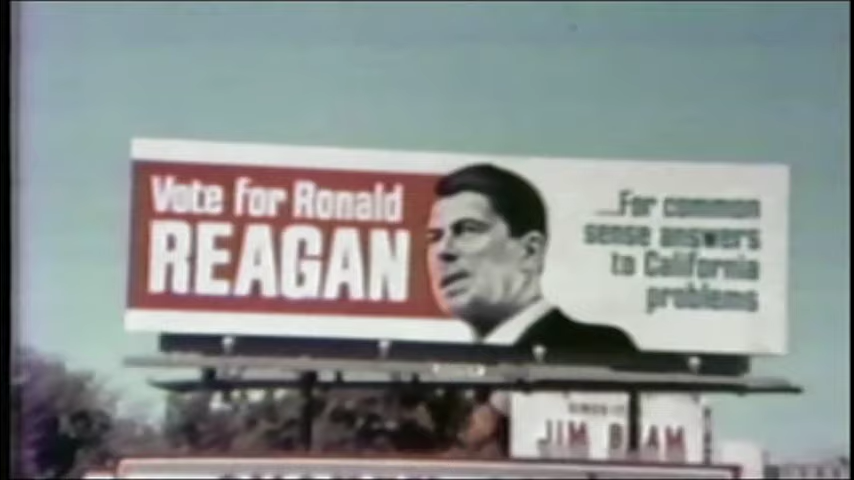 Vote for Ronald
REAGAN
...For common
sense answers
to California
problems
JIM BEAM